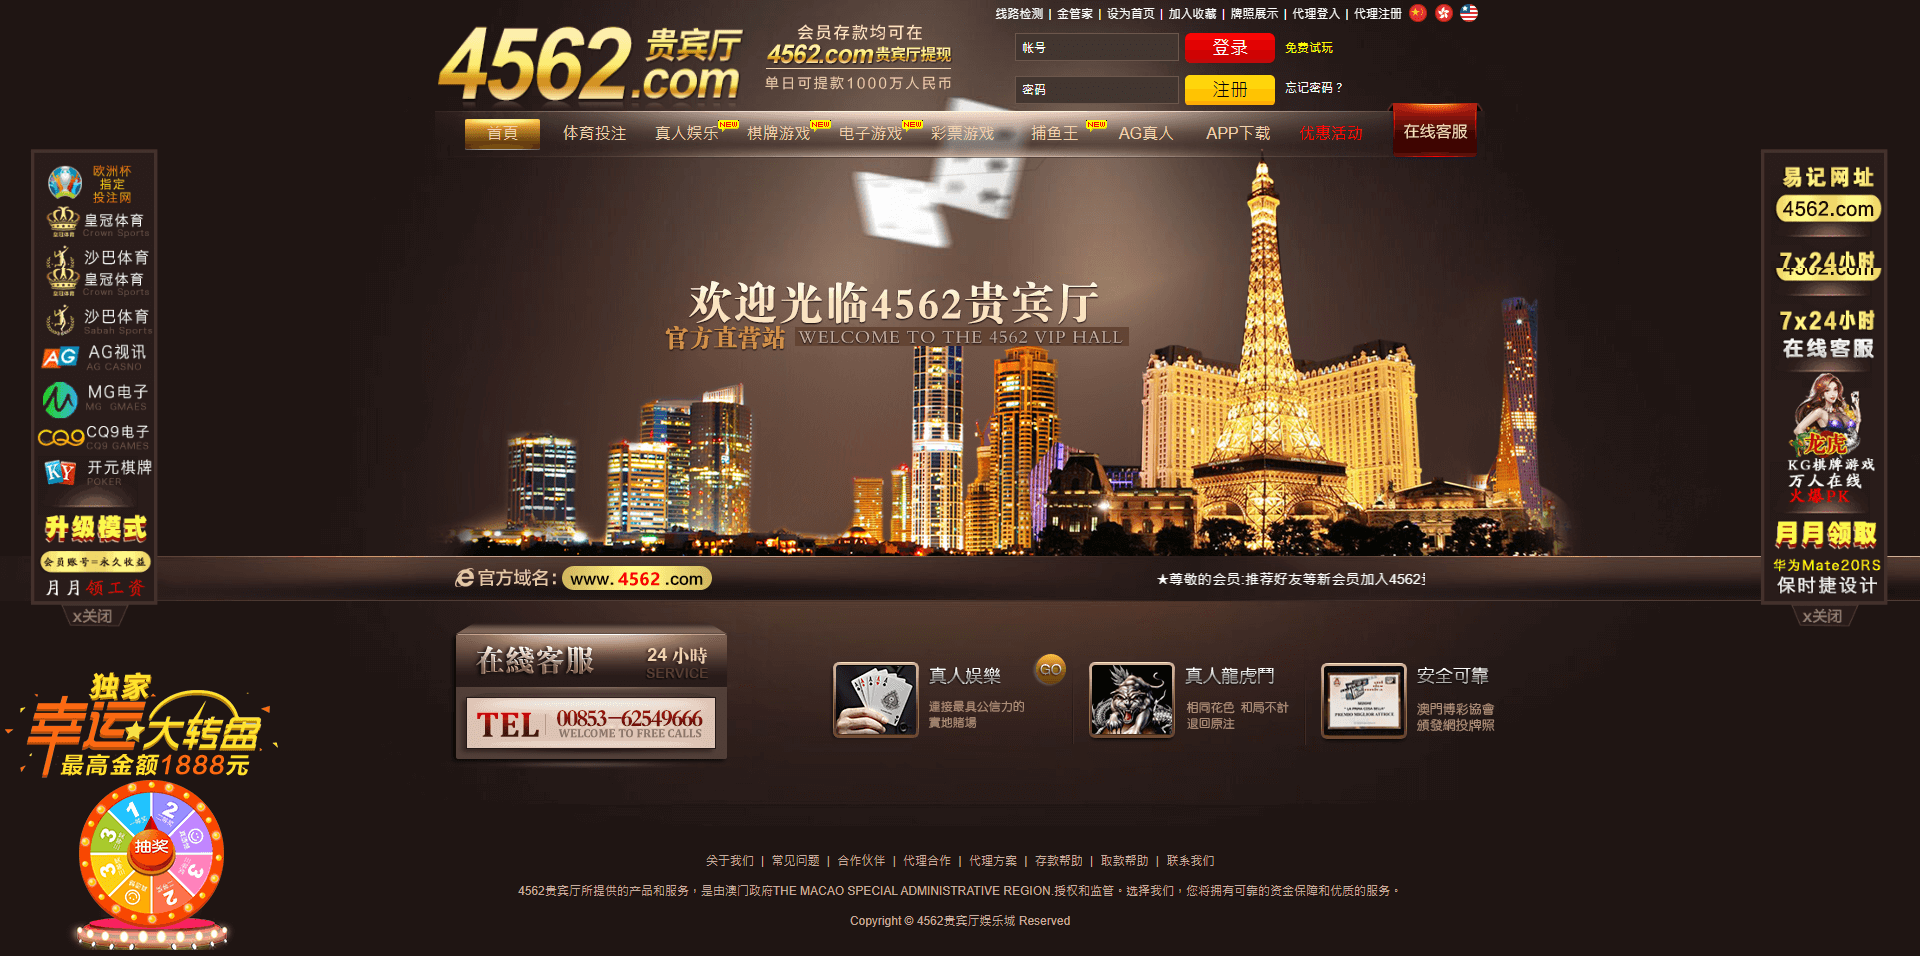 线路检测 | 金管家 | 设为首页 | 加入收藏 | 牌照展示 | 代理登入 | 代理注册
4562.com 贵宾厅
会员存款均可在
4562.com贵宾厅提现
单日可提款1000万人民币
帐号
登录
免费试玩
密码
注册
忘记密码？
首頁
体育投注
真人娱乐 NEW
棋牌游戏 NEW
电子游戏 NEW
彩票游戏
捕鱼王 NEW
AG真人
APP下载
优惠活动
在线客服
欧洲杯
指定
投注网
皇冠体育
Crown Sports
沙巴体育
皇冠体育
Crown Sports
沙巴体育
Sabah Sports
AG
AG视讯
AG CASNO
MG电子
MG GMAES
CQ9
CQ9电子
CQ9 GAMES
KY
开元棋牌
POKER
升级模式
会员账号=永久收益
月月领工资
x关闭
易记网址
4562.com
7x24小时
4562.com
7x24小时
在线客服
龙虎
KG棋牌游戏
万人在线
火爆PK
月月领取
华为Mate20RS
保时捷设计
x关闭
欢迎光临4562贵宾厅
官方直营站 WELCOME TO THE 4562 VIP HALL
官方域名：www.4562.com
★尊敬的会员:推荐好友等新会员加入4562
在綫客服
24 小時
SERVICE
TEL
00853-62549666
WELCOME TO FREE CALLS
真人娱樂
GO
連接最具公信力的
實地賭場
真人龍虎鬥
相同花色 和局不計
退回原注
安全可靠
澳門博彩協會
頒發網投牌照
独家
幸运大转盘
最高金额1888元
抽奖
关于我们 | 常见问题 | 合作伙伴 | 代理合作 | 代理方案 | 存款帮助 | 取款帮助 | 联系我们
4562贵宾厅所提供的产品和服务，是由澳门政府THE MACAO SPECIAL ADMINISTRATIVE REGION.授权和监管。选择我们，您将拥有可靠的资金保障和优质的服务。
Copyright © 4562贵宾厅娱乐城 Reserved